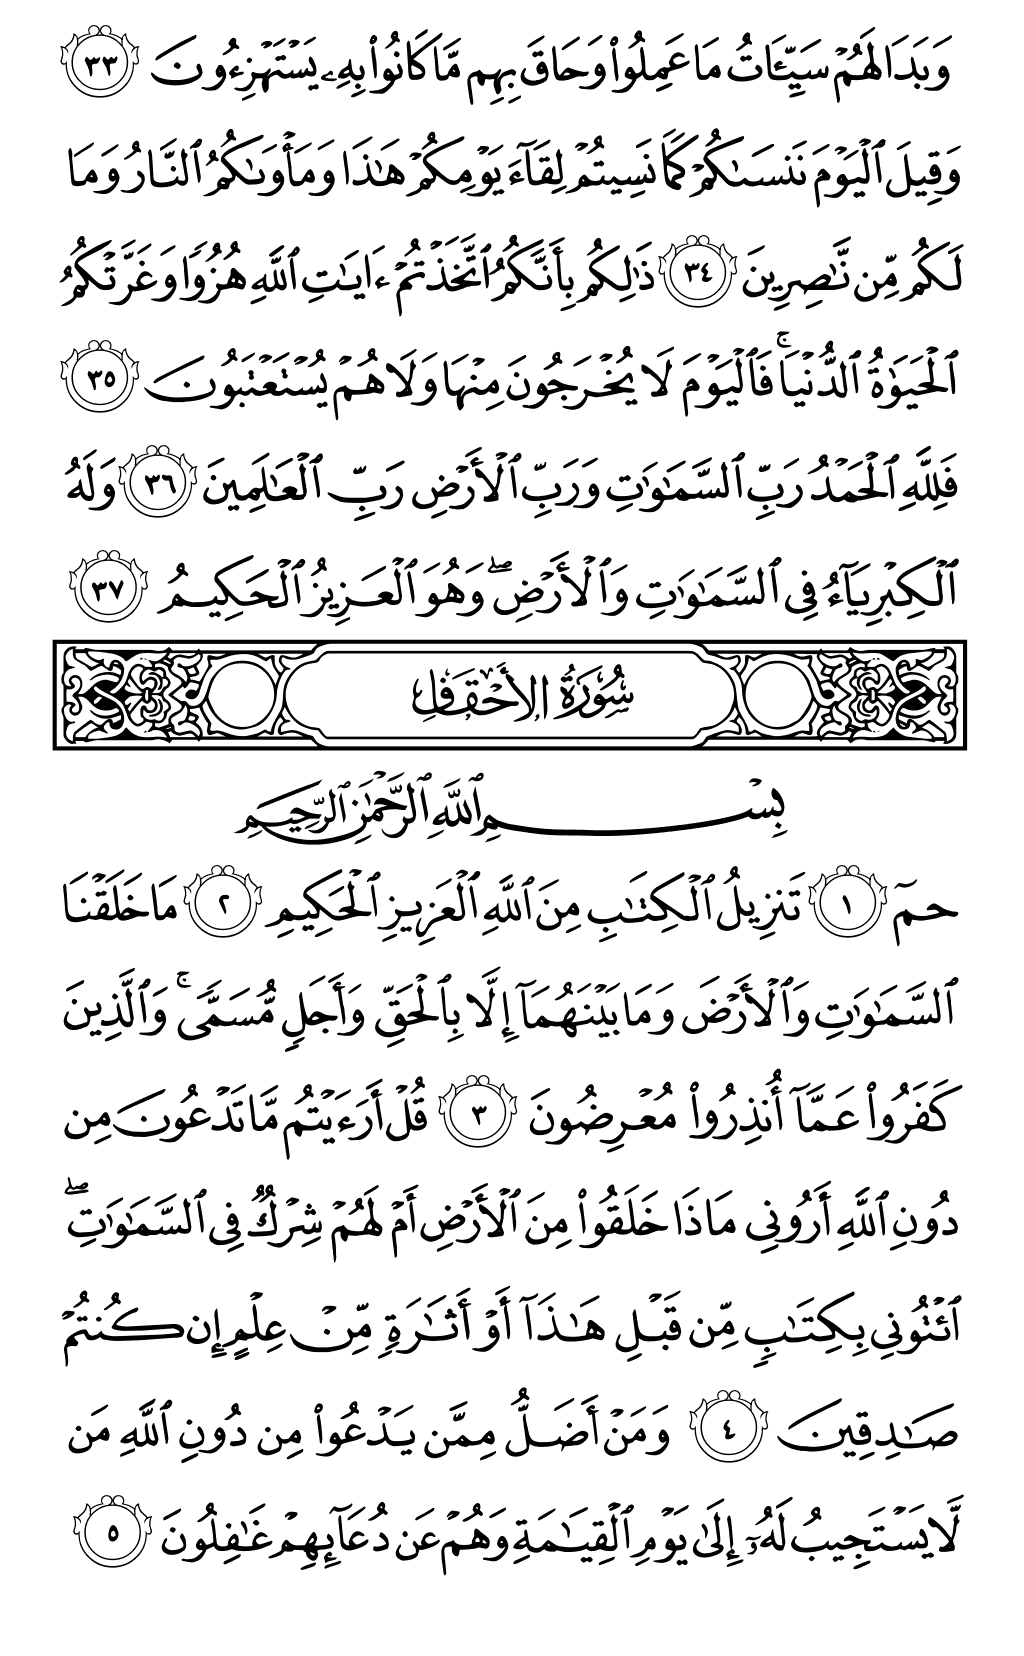 وَبَدَا لَهُمْ سَيِّـَٔاتُ مَا عَمِلُوا۟ وَحَاقَ بِهِم مَّا كَانُوا۟ بِهِۦ يَسْتَهْزِءُونَ ٣٣
وَقِيلَ ٱلْيَوْمَ نَنسَىٰكُمْ كَمَا نَسِيتُمْ لِقَآءَ يَوْمِكُمْ هَـٰذَا وَمَأْوَىٰكُمُ ٱلنَّارُ وَمَا
لَكُم مِّن نَّـٰصِرِينَ ٣٤ ذَٰلِكُم بِأَنَّكُمُ ٱتَّخَذْتُمْ ءَايَـٰتِ ٱللَّهِ هُزُوًا وَغَرَّتْكُمُ
ٱلْحَيَوٰةُ ٱلدُّنْيَا ۚ فَٱلْيَوْمَ لَا يُخْرَجُونَ مِنْهَا وَلَا هُمْ يُسْتَعْتَبُونَ ٣٥
فَلِلَّهِ ٱلْحَمْدُ رَبِّ ٱلسَّمَـٰوَٰتِ وَرَبِّ ٱلْأَرْضِ رَبِّ ٱلْعَـٰلَمِينَ ٣٦ وَلَهُ
ٱلْكِبْرِيَآءُ فِى ٱلسَّمَـٰوَٰتِ وَٱلْأَرْضِ ۖ وَهُوَ ٱلْعَزِيزُ ٱلْحَكِيمُ ٣٧
سُورَةُ الأَحْقَافِ
بِسْمِ ٱللَّهِ ٱلرَّحْمَـٰنِ ٱلرَّحِيمِ
حمٓ ١ تَنزِيلُ ٱلْكِتَـٰبِ مِنَ ٱللَّهِ ٱلْعَزِيزِ ٱلْحَكِيمِ ٢ مَا خَلَقْنَا
ٱلسَّمَـٰوَٰتِ وَٱلْأَرْضَ وَمَا بَيْنَهُمَآ إِلَّا بِٱلْحَقِّ وَأَجَلٍ مُّسَمًّى ۚ وَٱلَّذِينَ
كَفَرُوا۟ عَمَّآ أُنذِرُوا۟ مُعْرِضُونَ ٣ قُلْ أَرَءَيْتُم مَّا تَدْعُونَ مِن
دُونِ ٱللَّهِ أَرُونِى مَاذَا خَلَقُوا۟ مِنَ ٱلْأَرْضِ أَمْ لَهُمْ شِرْكٌ فِى ٱلسَّمَـٰوَٰتِ ۖ
ٱئْتُونِى بِكِتَـٰبٍ مِّن قَبْلِ هَـٰذَآ أَوْ أَثَـٰرَةٍ مِّنْ عِلْمٍ إِن كُنتُمْ
صَـٰدِقِينَ ٤ وَمَنْ أَضَلُّ مِمَّن يَدْعُوا۟ مِن دُونِ ٱللَّهِ مَن
لَّا يَسْتَجِيبُ لَهُۥٓ إِلَىٰ يَوْمِ ٱلْقِيَـٰمَةِ وَهُمْ عَن دُعَآئِهِمْ غَـٰفِلُونَ ٥